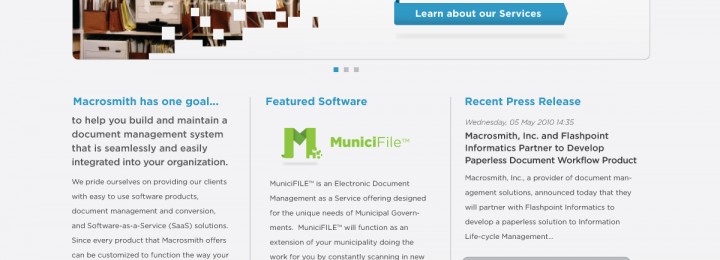 Learn about our Services
Macrosmith has one goal...
to help you build and maintain a
document management system
that is seamlessly and easily
integrated into your organization.
We pride ourselves on providing our clients
with easy to use software products,
document management and conversion,
and Software-as-a-Service (SaaS) solutions.
Since every product that Macrosmith offers
can be customized to function the way your
Featured Software
MuniciFile™
MuniciFILE™ is an Electronic Document
Management as a Service offering designed
for the unique needs of Municipal Govern-
ments.  MuniciFILE™ will function as an
extension of your municipality doing the
work for you by constantly scanning in new
Recent Press Release
Wednesday, 05 May 2010 14:35
Macrosmith, Inc. and Flashpoint
Informatics Partner to Develop
Paperless Document Workflow Product
Macrosmith, Inc., a provider of document man-
agement solutions, announced today that they
will partner with Flashpoint Informatics to
develop a paperless solution to Information
Life-cycle Management...